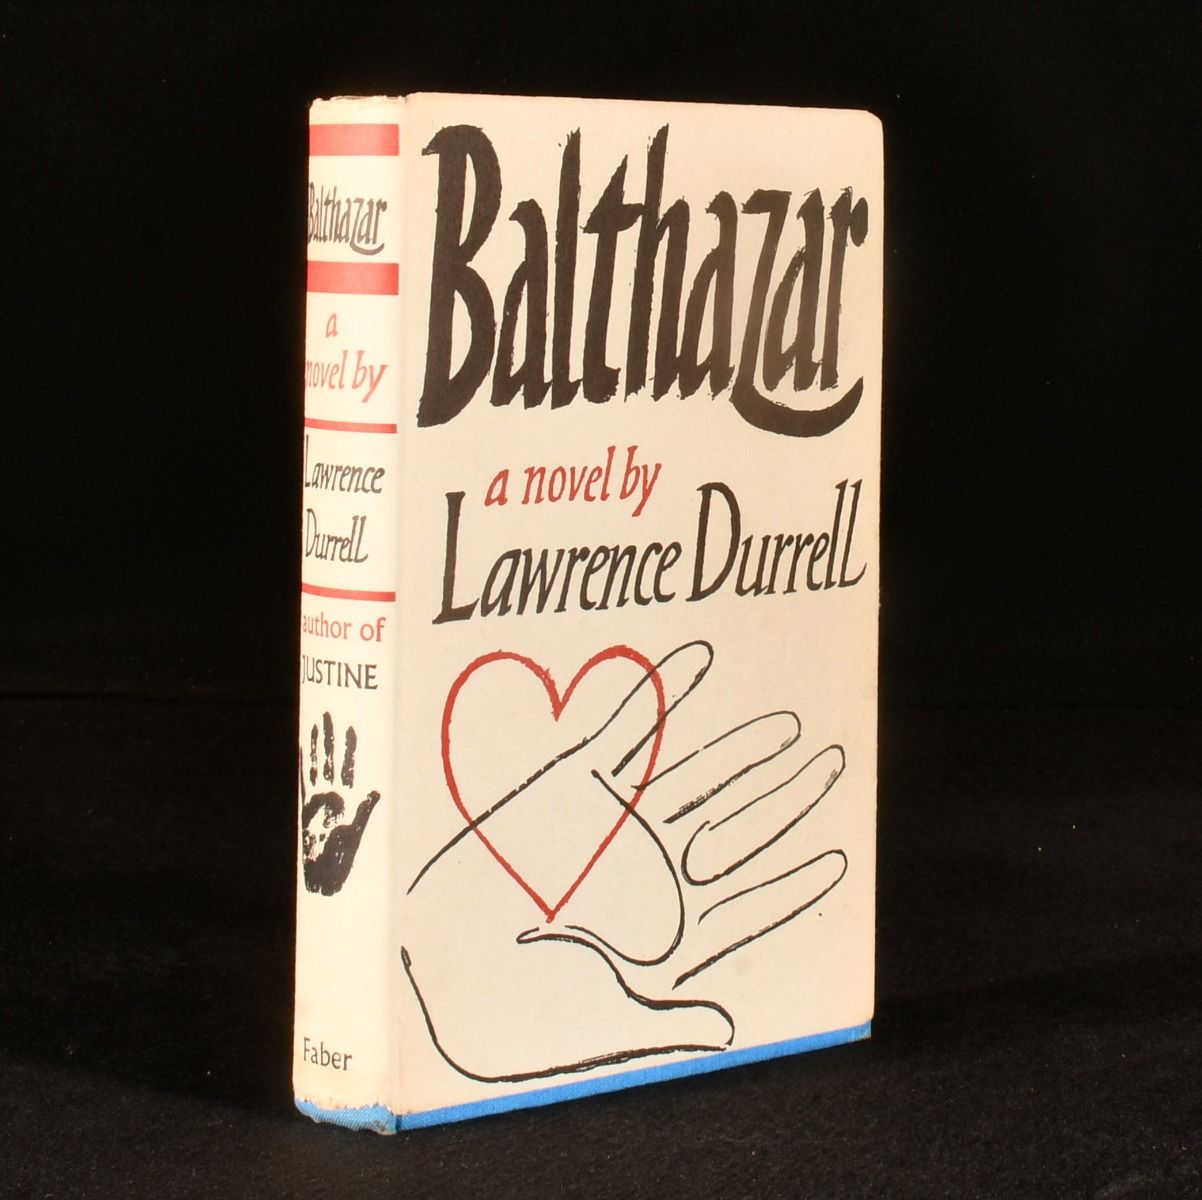 Balthazar
a
novel by
Lawrence
Durrell
author of
JUSTINE
Faber
Balthazar
a novel by
Lawrence Durrell